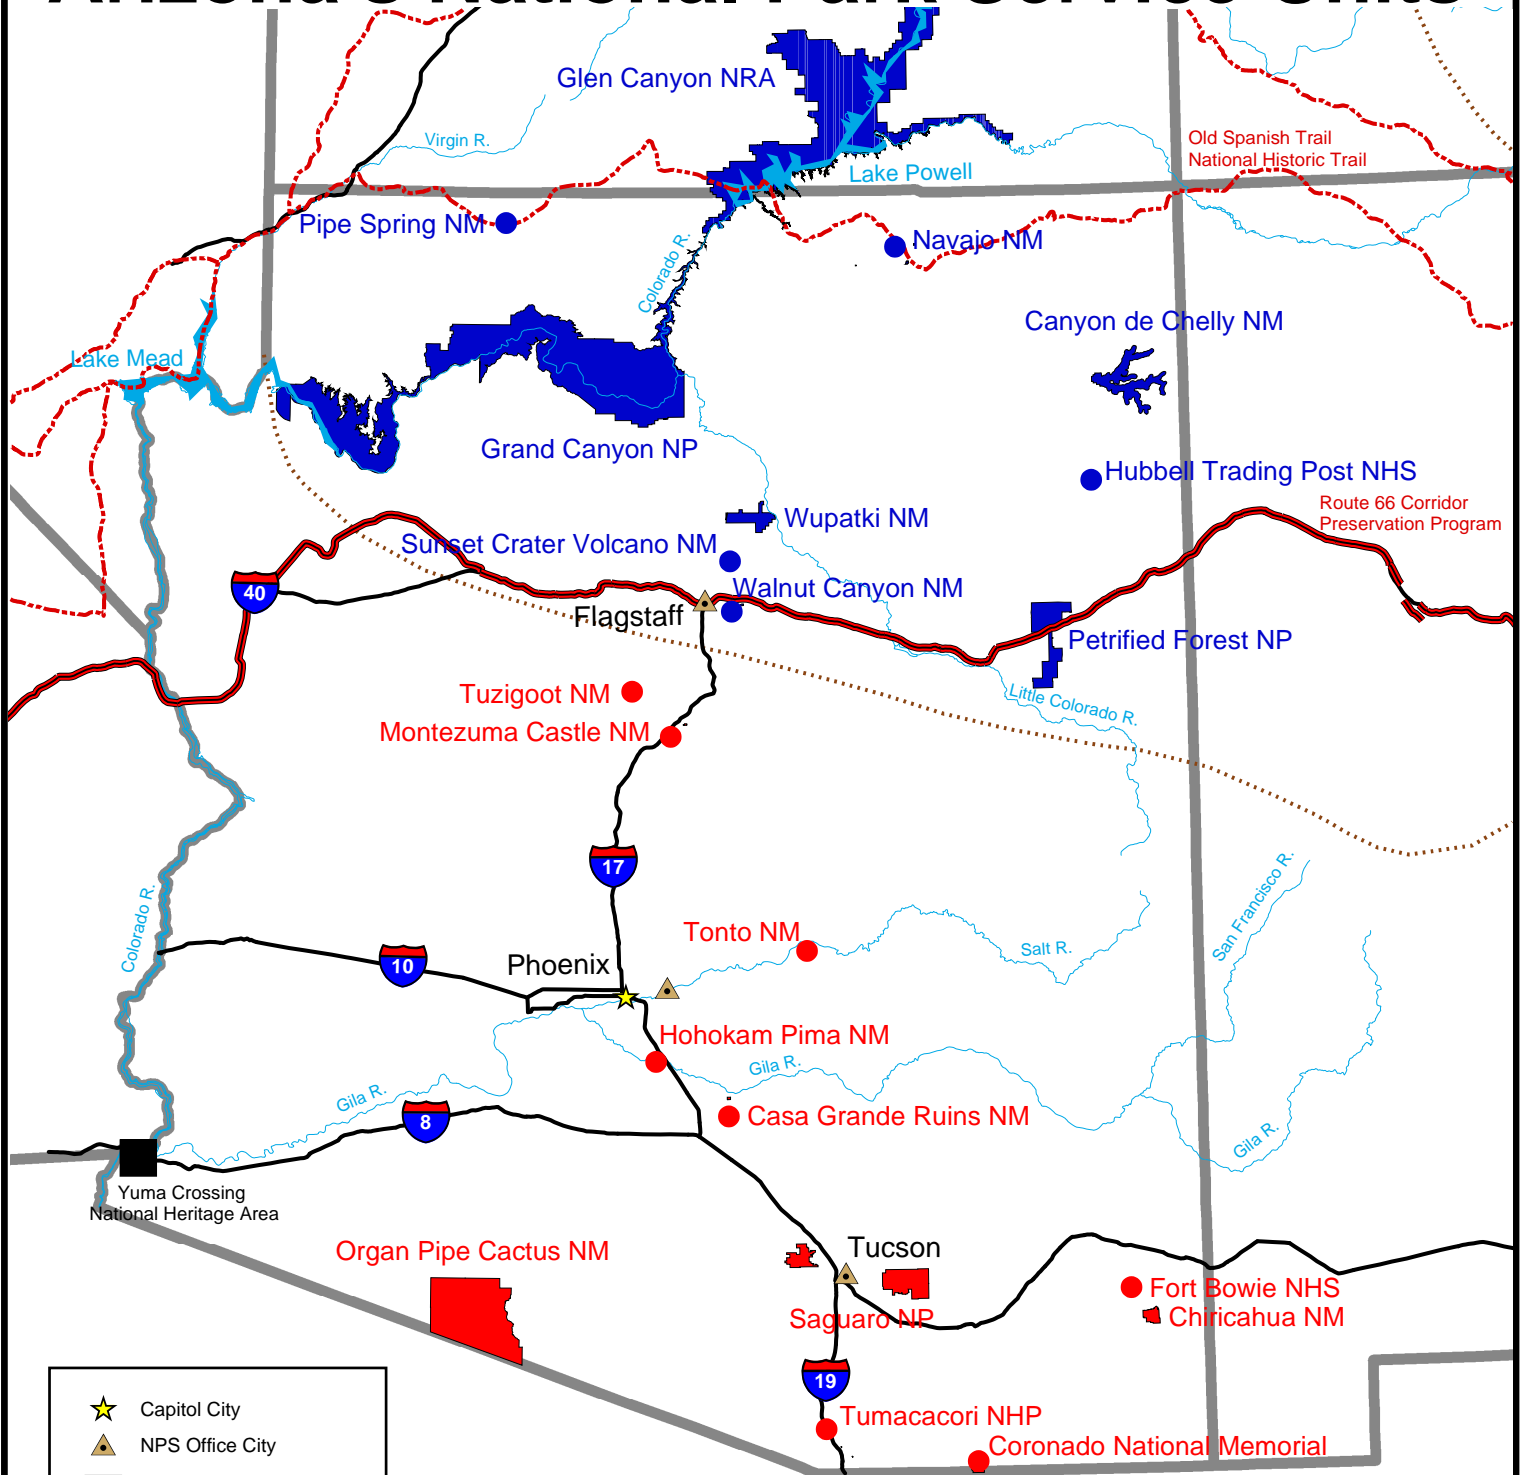 Arizona's National Park Service Units
Glen Canyon NRA
Virgin R.
Old Spanish Trail
National Historic Trail
Lake Powell
Pipe Spring NM
Navajo NM
Colorado R.
Canyon de Chelly NM
Lake Mead
Grand Canyon NP
Hubbell Trading Post NHS
Route 66 Corridor
Preservation Program
Wupatki NM
Sunset Crater Volcano NM
40
Walnut Canyon NM
Flagstaff
Petrified Forest NP
Tuzigoot NM
Little Colorado R.
Montezuma Castle NM
17
Colorado R.
San Francisco R.
Tonto NM
Salt R.
10
Phoenix
Hohokam Pima NM
Gila R.
Gila R.
8
Casa Grande Ruins NM
Gila R.
Yuma Crossing
National Heritage Area
Organ Pipe Cactus NM
Tucson
Fort Bowie NHS
Saguaro NP
Chiricahua NM
19
Capitol City
Tumacacori NHP
NPS Office City
Coronado National Memorial